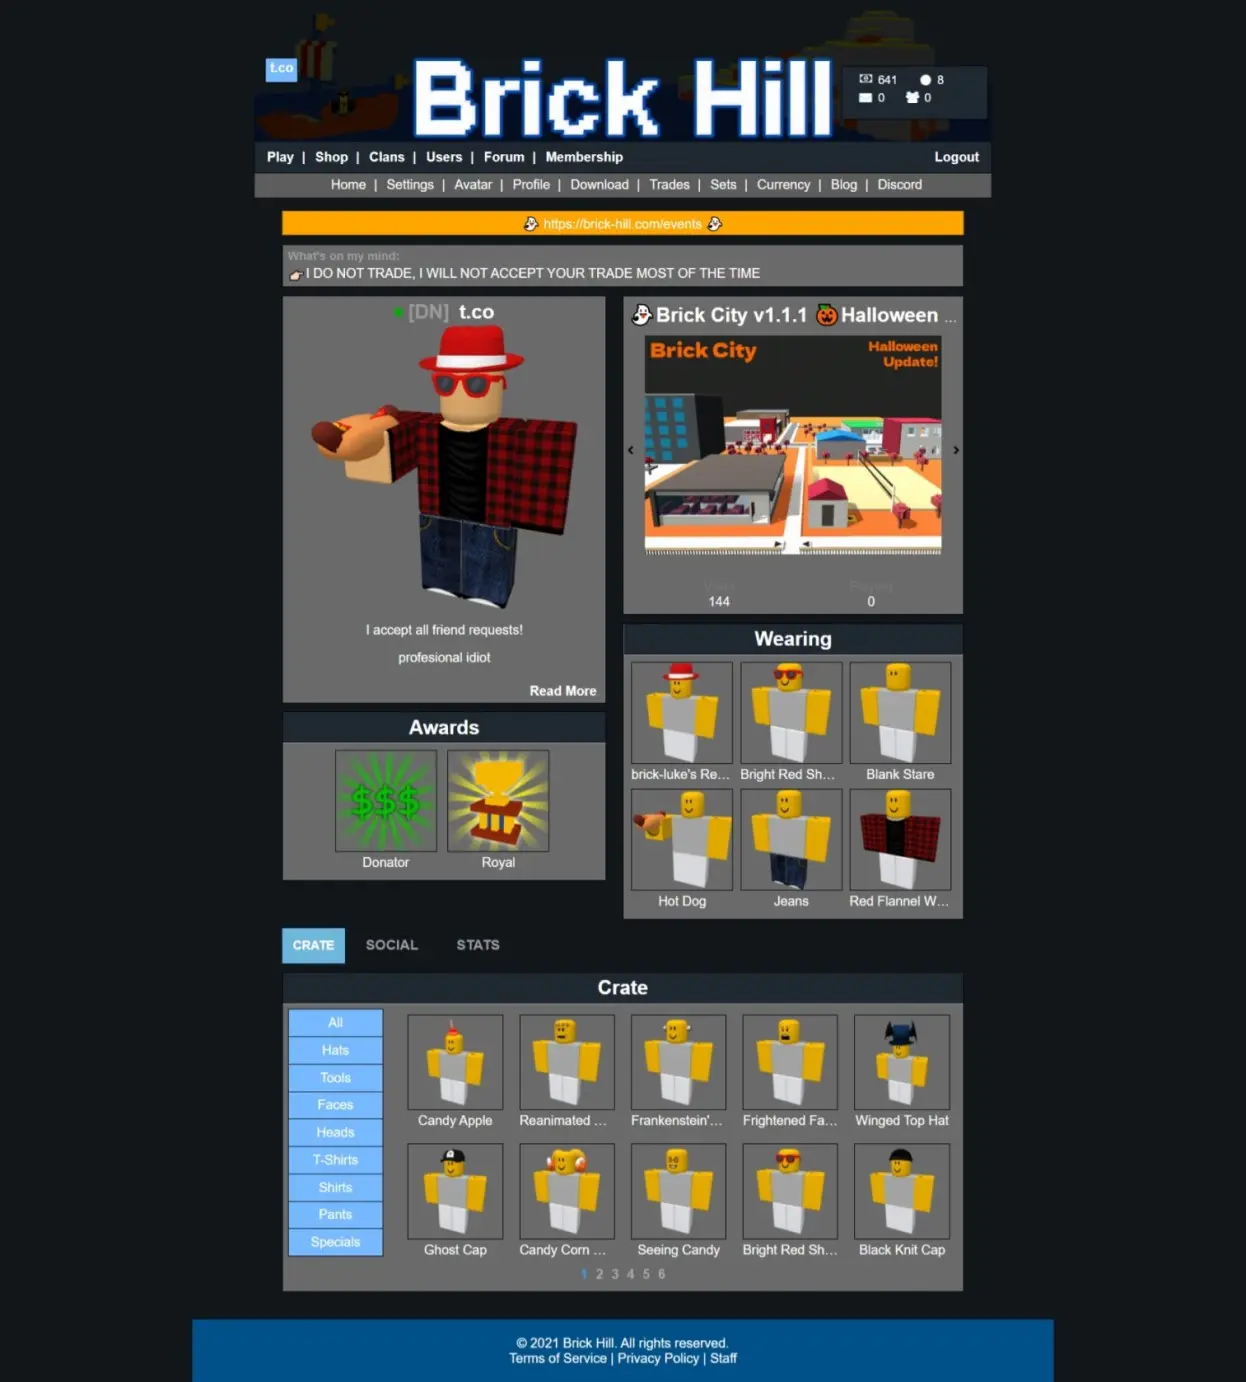 t.co
Brick Hill
641 8
0 0
Play | Shop | Clans | Users | Forum | Membership
Logout
Home | Settings | Avatar | Profile | Download | Trades | Sets | Currency | Blog | Discord
https://brick-hill.com/events
What's on my mind:
I DO NOT TRADE, I WILL NOT ACCEPT YOUR TRADE MOST OF THE TIME
[DN] t.co
I accept all friend requests!
profesional idiot
Read More
Brick City v1.1.1 Halloween ...
Brick City
Halloween
Update!
Visits
144
Played
0
Awards
$$$
Donator
Royal
Wearing
brick-luke's Re...
Bright Red Sh...
Blank Stare
Hot Dog
Jeans
Red Flannel W...
CRATE
SOCIAL
STATS
Crate
All
Hats
Tools
Faces
Heads
T-Shirts
Shirts
Pants
Specials
Candy Apple
Reanimated ...
Frankenstein'...
Frightened Fa...
Winged Top Hat
Ghost Cap
Candy Corn ...
Seeing Candy
Bright Red Sh...
Black Knit Cap
1 2 3 4 5 6
© 2021 Brick Hill. All rights reserved.
Terms of Service | Privacy Policy | Staff